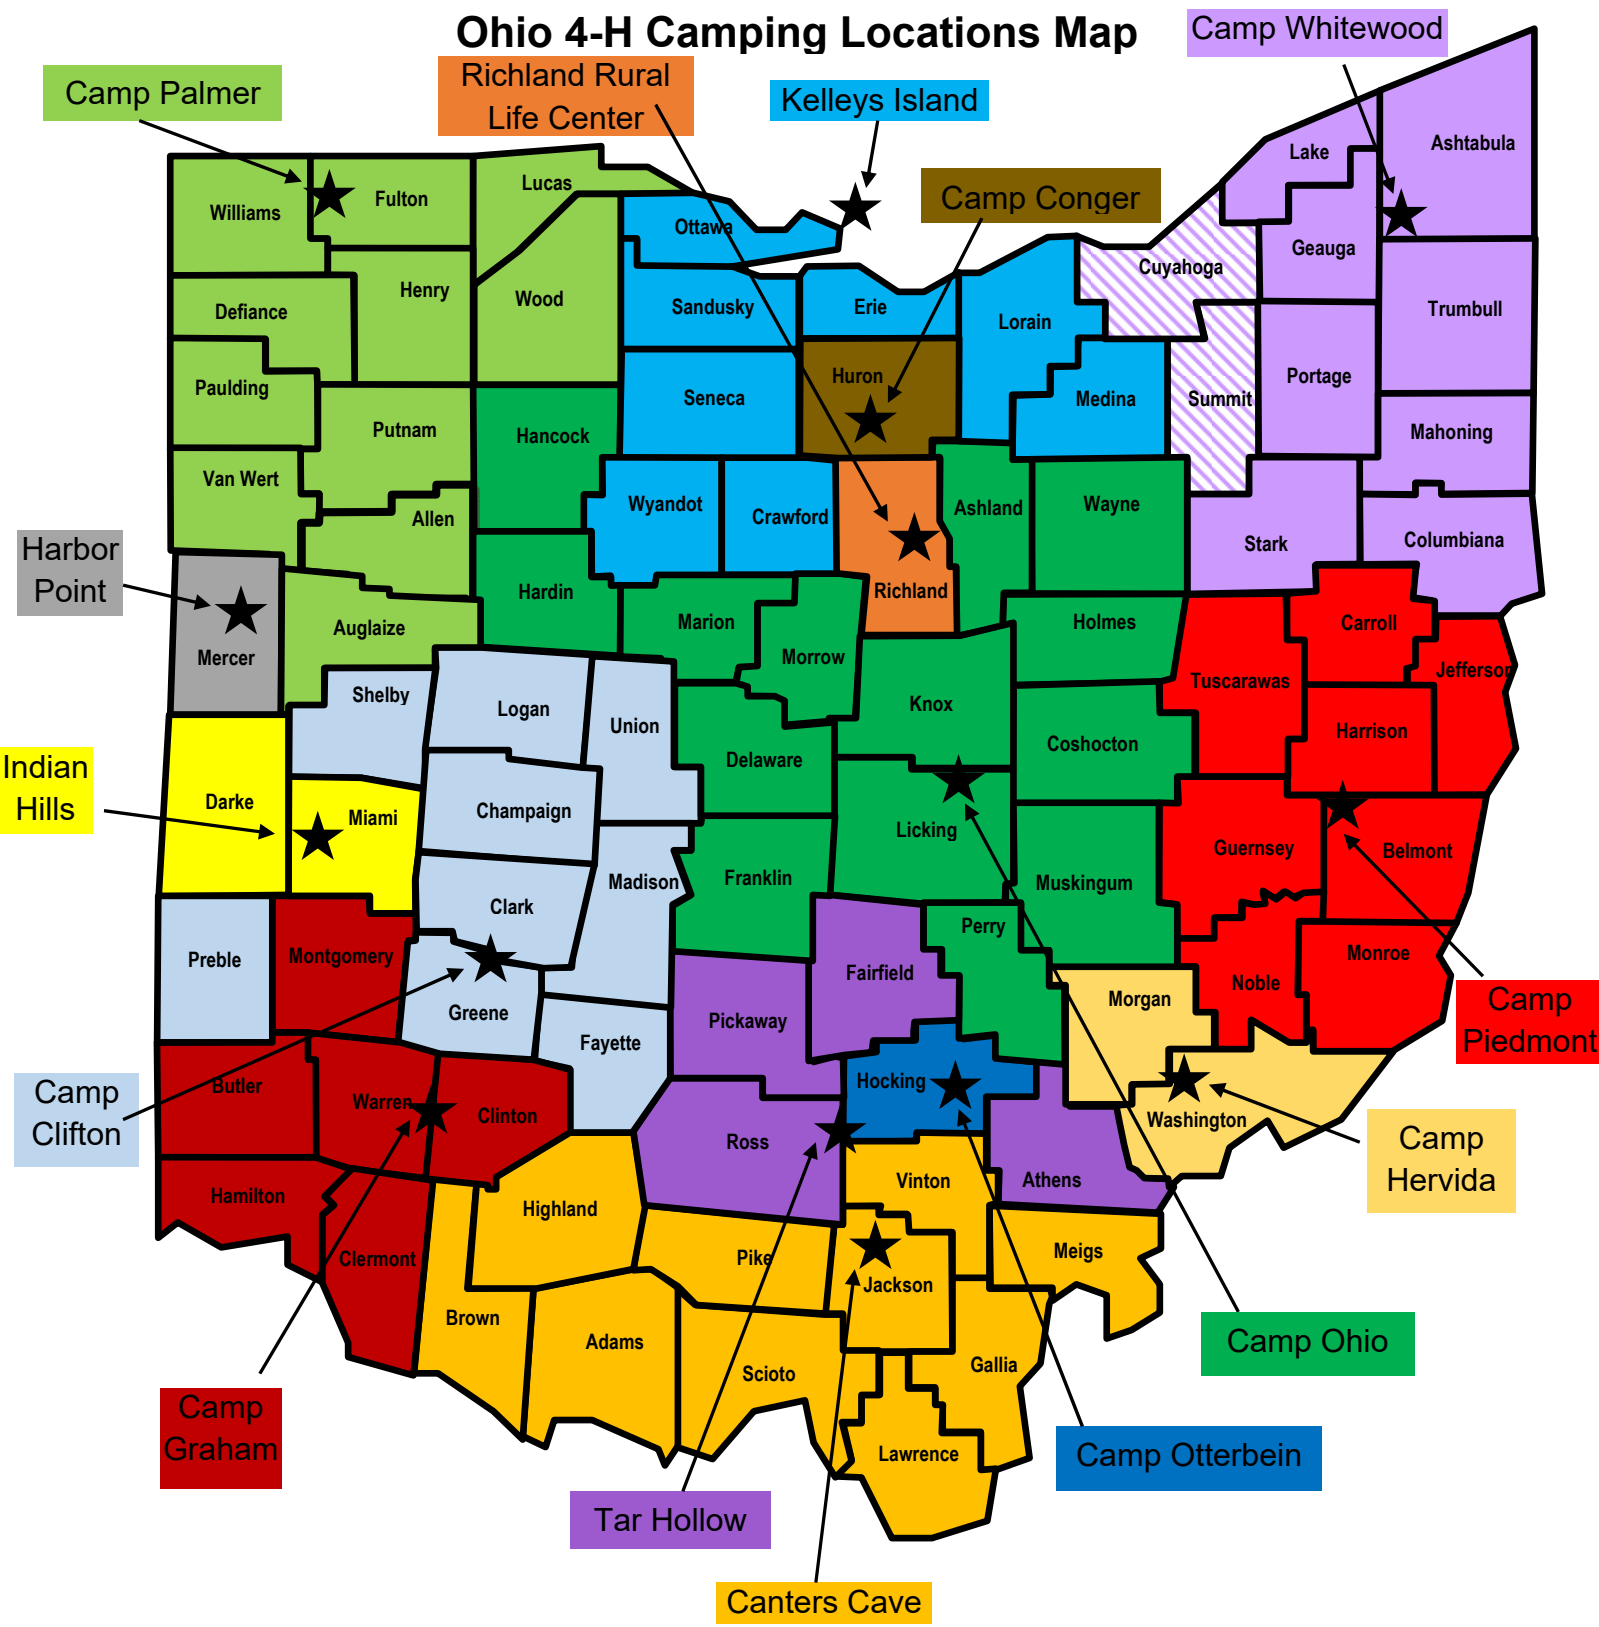 Ohio 4-H Camping Locations Map
Camp Whitewood
Richland Rural
Life Center
Camp Palmer
Kelleys Island
Camp Conger
Ashtabula
Lake
Lucas
Fulton
Williams
Ottawa
Geauga
Cuyahoga
Henry
Wood
Sandusky
Erie
Trumbull
Defiance
Lorain
Huron
Portage
Paulding
Seneca
Medina
Summit
Putnam
Hancock
Mahoning
Van Wert
Wyandot
Crawford
Ashland
Wayne
Allen
Stark
Columbiana
Harbor
Point
Hardin
Richland
Marion
Holmes
Carroll
Auglaize
Mercer
Morrow
Jefferson
Tuscarawas
Shelby
Logan
Union
Knox
Harrison
Coshocton
Delaware
Indian
Hills
Darke
Miami
Champaign
Licking
Guernsey
Belmont
Franklin
Madison
Muskingum
Clark
Perry
Preble
Montgomery
Fairfield
Monroe
Noble
Morgan
Camp
Piedmont
Greene
Pickaway
Fayette
Hocking
Butler
Warren
Clinton
Camp
Clifton
Ross
Washington
Camp
Hervida
Vinton
Athens
Hamilton
Highland
Clermont
Pike
Meigs
Jackson
Brown
Adams
Scioto
Gallia
Camp Ohio
Camp
Graham
Lawrence
Camp Otterbein
Tar Hollow
Canters Cave